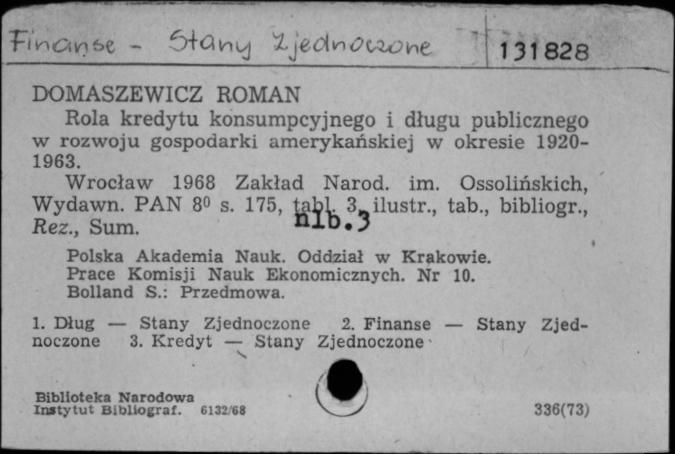 Finanse - Stany Zjednoczone
131828
DOMASZEWICZ ROMAN
Rola kredytu konsumpcyjnego i długu publicznego
w rozwoju gospodarki amerykańskiej w okresie 1920-
1963.
Wrocław 1968 Zakład Narod. im. Ossolińskich,
Wydawn. PAN 8⁰ s. 175, tabl. 3, ilustr., tab., bibliogr.,
nlb. 3
Rez., Sum.
Polska Akademia Nauk. Oddział w Krakowie.
Prace Komisji Nauk Ekonomicznych. Nr 10.
Bolland S.: Przedmowa.
1. Dług — Stany Zjednoczone 2. Finanse — Stany Zjed-
noczone 3. Kredyt — Stany Zjednoczone
Biblioteka Narodowa
Instytut Bibliograf. 6132/68
336(73)